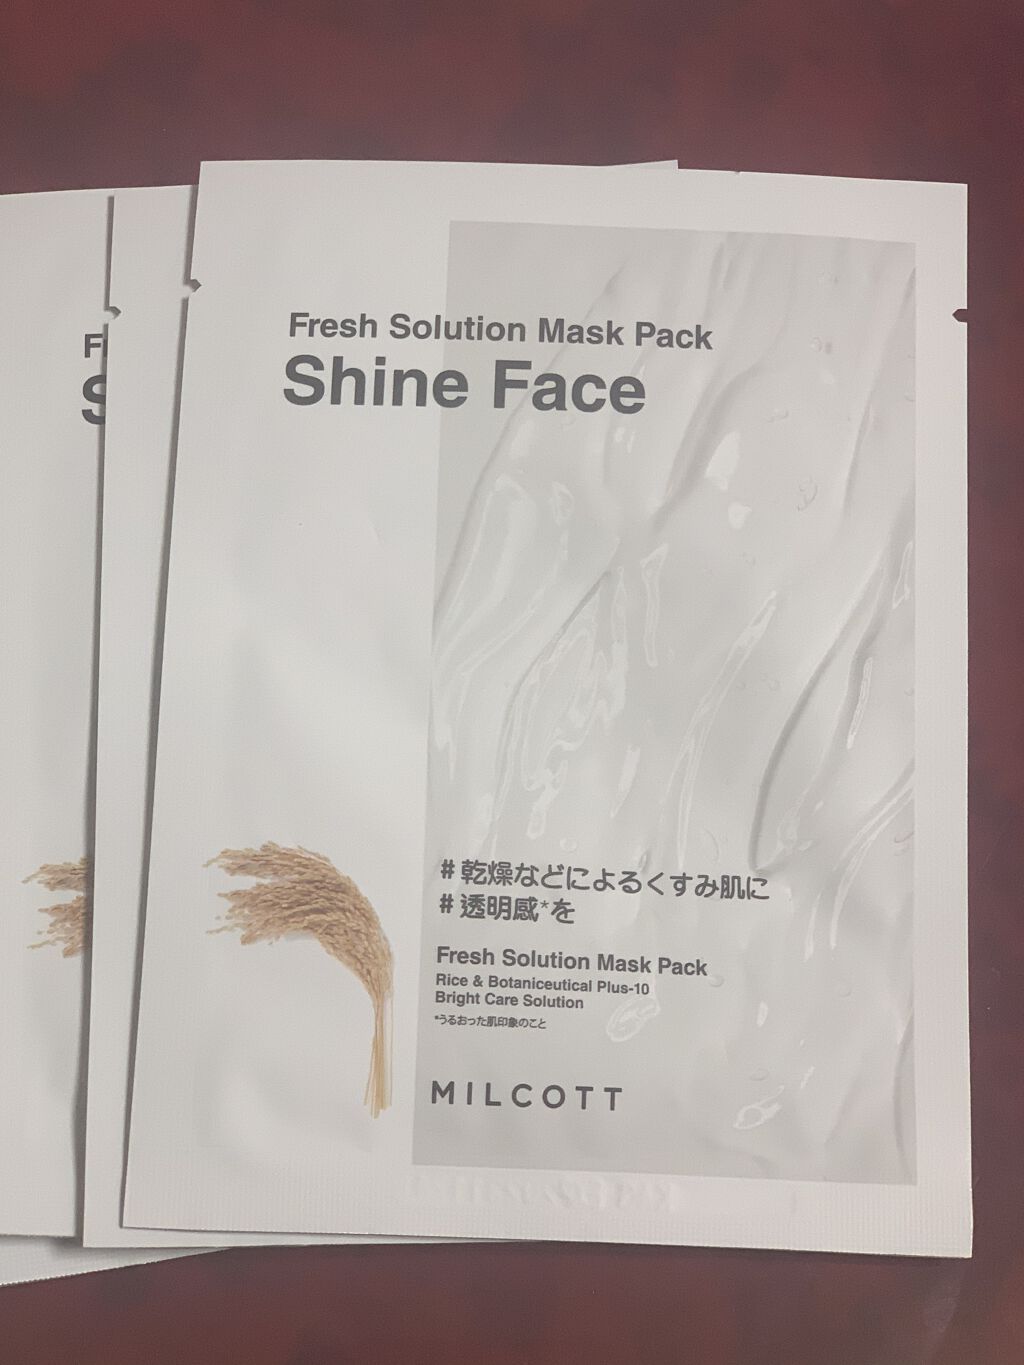 Fresh Solution Mask Pack
Shine Face
# 乾燥などによるくすみ肌に
# 透明感*を
Fresh Solution Mask Pack
Rice & Botaniceutical Plus-10
Bright Care Solution
*うるおった肌印象のこと
MILCOTT
F
S